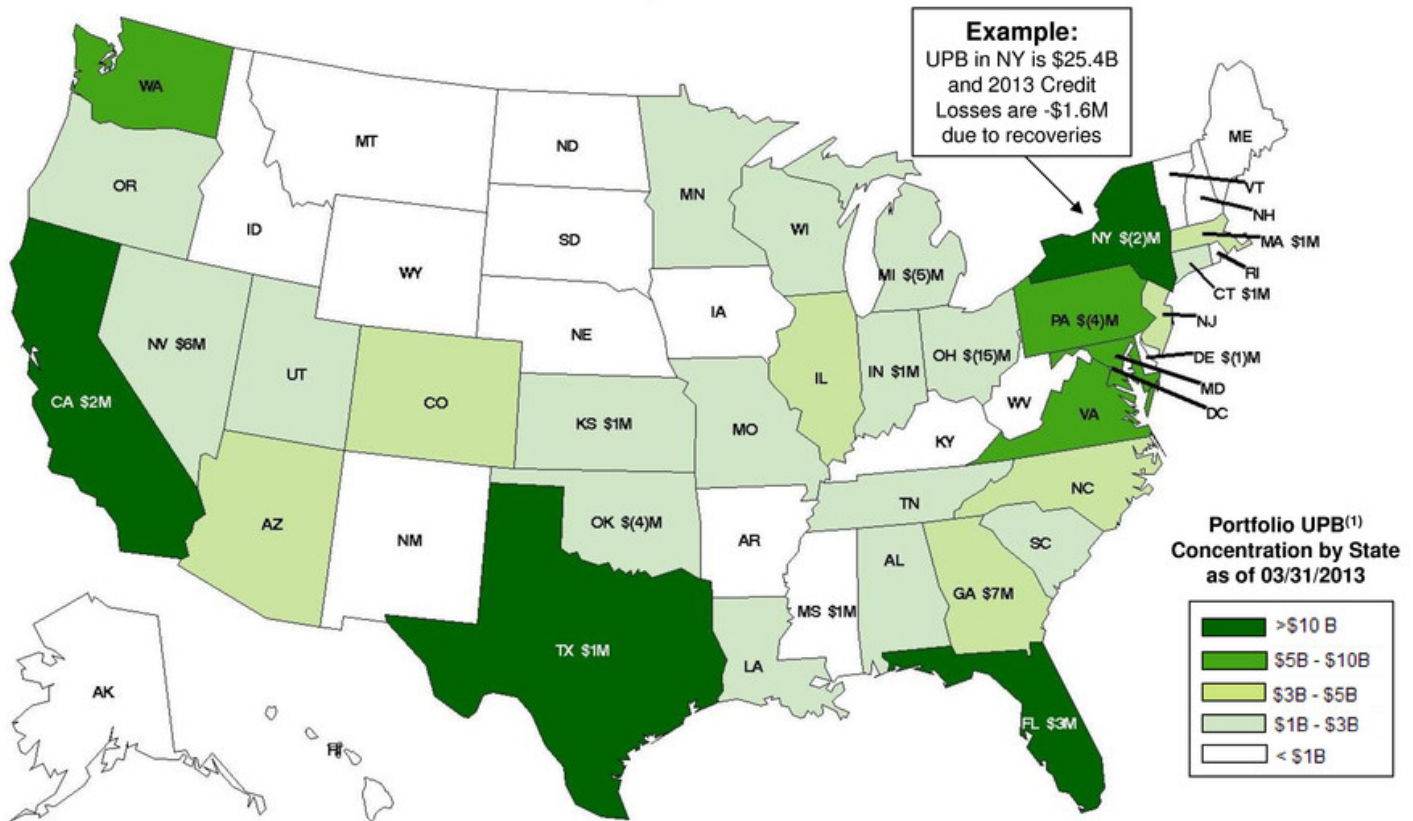 Example:
UPB in NY is $25.4B
and 2013 Credit
Losses are -$1.6M
due to recoveries
WA
MT
ND
ME
OR
MN
VT
ID
SD
WI
NH
NY $(2)M
MA $1M
WY
MI $(5)M
RI
CT $1M
IA
NV $6M
NE
PA $(4)M
NJ
UT
OH $(15)M
DE $(1)M
CA $2M
CO
IL
IN $1M
MD
WV
DC
KS $1M
MO
VA
KY
AZ
NC
NM
OK $(4)M
TN
AR
SC
AL
GA $7M
MS $1M
TX $1M
LA
AK
FL $3M
HI
Portfolio UPB(1)
Concentration by State
as of 03/31/2013
>$10 B
$5B - $10B
$3B - $5B
$1B - $3B
< $1B